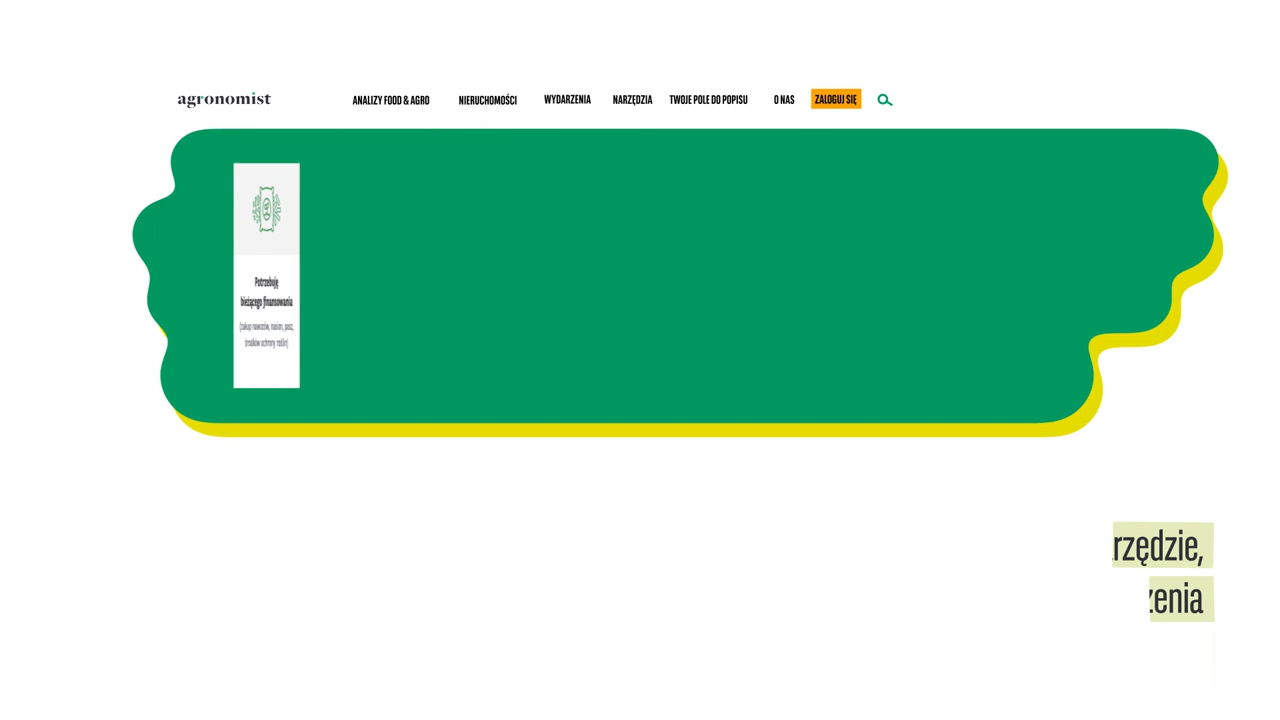 agronomist
ANALIZY FOOD & AGRO
NIERUCHOMOŚCI
WYDARZENIA
NARZĘDZIA
TWOJE POLE DO POPISU
O NAS
ZALOGUJ SIĘ
Potrzebuję
bieżącego finansowania
(zakup nawozów, nasion, pasz,
środków ochrony roślin)
rzędzie,
zenia